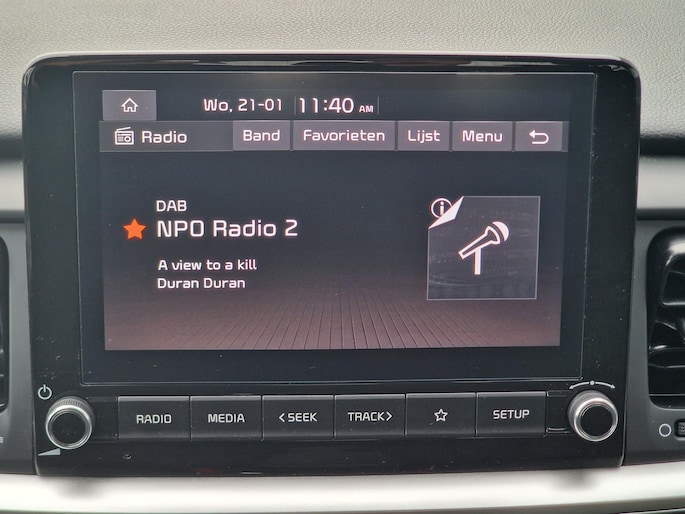 Wo, 21-01 11:40 AM
Radio Band Favorieten Lijst Menu
DAB
NPO Radio 2
A view to a kill
Duran Duran
RADIO MEDIA <SEEK TRACK> SETUP